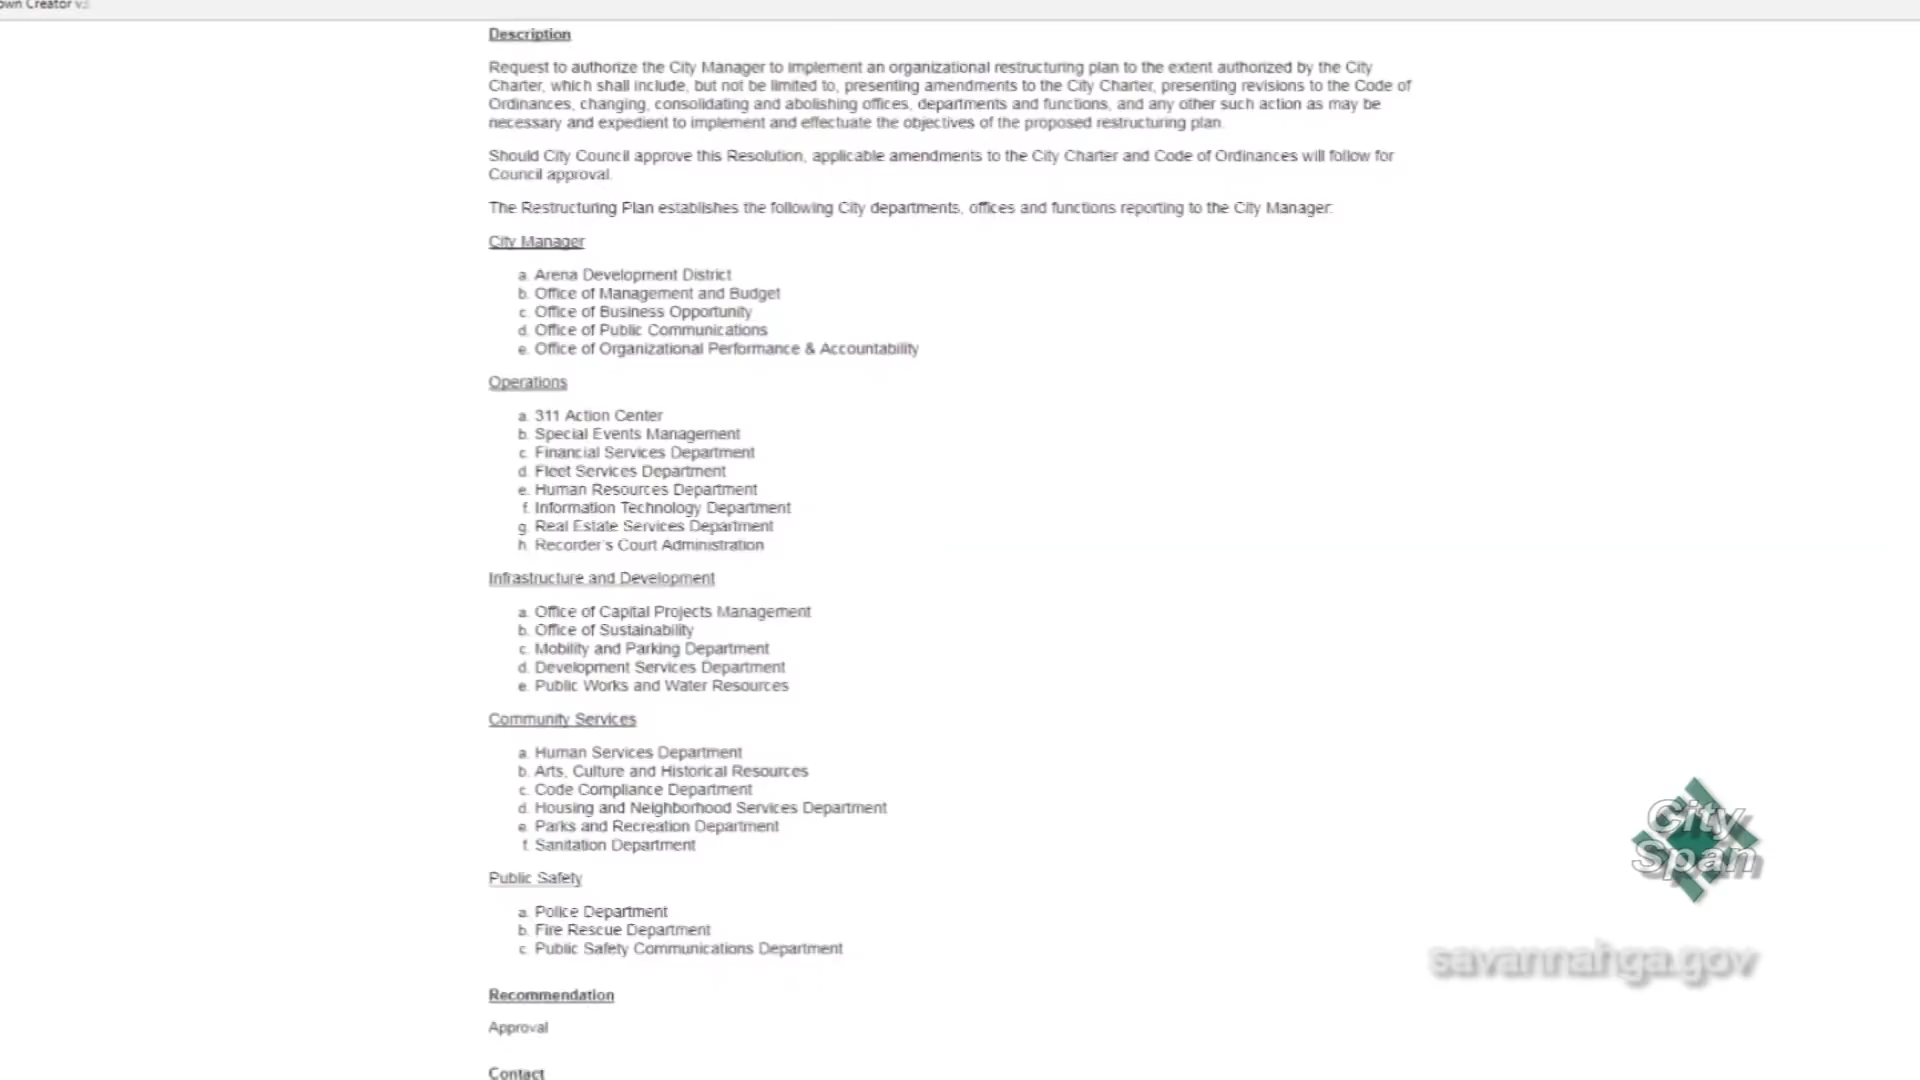 own Creator v3
Description
Request to authorize the City Manager to implement an organizational restructuring plan to the extent authorized by the City
Charter, which shall include, but not be limited to, presenting amendments to the City Charter, presenting revisions to the Code of
Ordinances, changing, consolidating and abolishing offices, departments and functions, and any other such action as may be
necessary and expedient to implement and effectuate the objectives of the proposed restructuring plan.
Should City Council approve this Resolution, applicable amendments to the City Charter and Code of Ordinances will follow for
Council approval.
The Restructuring Plan establishes the following City departments, offices and functions reporting to the City Manager:
City Manager
a. Arena Development District
b. Office of Management and Budget
c. Office of Business Opportunity
d. Office of Public Communications
e. Office of Organizational Performance & Accountability
Operations
a. 311 Action Center
b. Special Events Management
c. Financial Services Department
d. Fleet Services Department
e. Human Resources Department
f. Information Technology Department
g. Real Estate Services Department
h. Recorder's Court Administration
Infrastructure and Development
a. Office of Capital Projects Management
b. Office of Sustainability
c. Mobility and Parking Department
d. Development Services Department
e. Public Works and Water Resources
Community Services
a. Human Services Department
b. Arts, Culture and Historical Resources
c. Code Compliance Department
d. Housing and Neighborhood Services Department
e. Parks and Recreation Department
f. Sanitation Department
Public Safety
a. Police Department
b. Fire Rescue Department
c. Public Safety Communications Department
Recommendation
Approval
Contact
City
Span
savannahga.gov